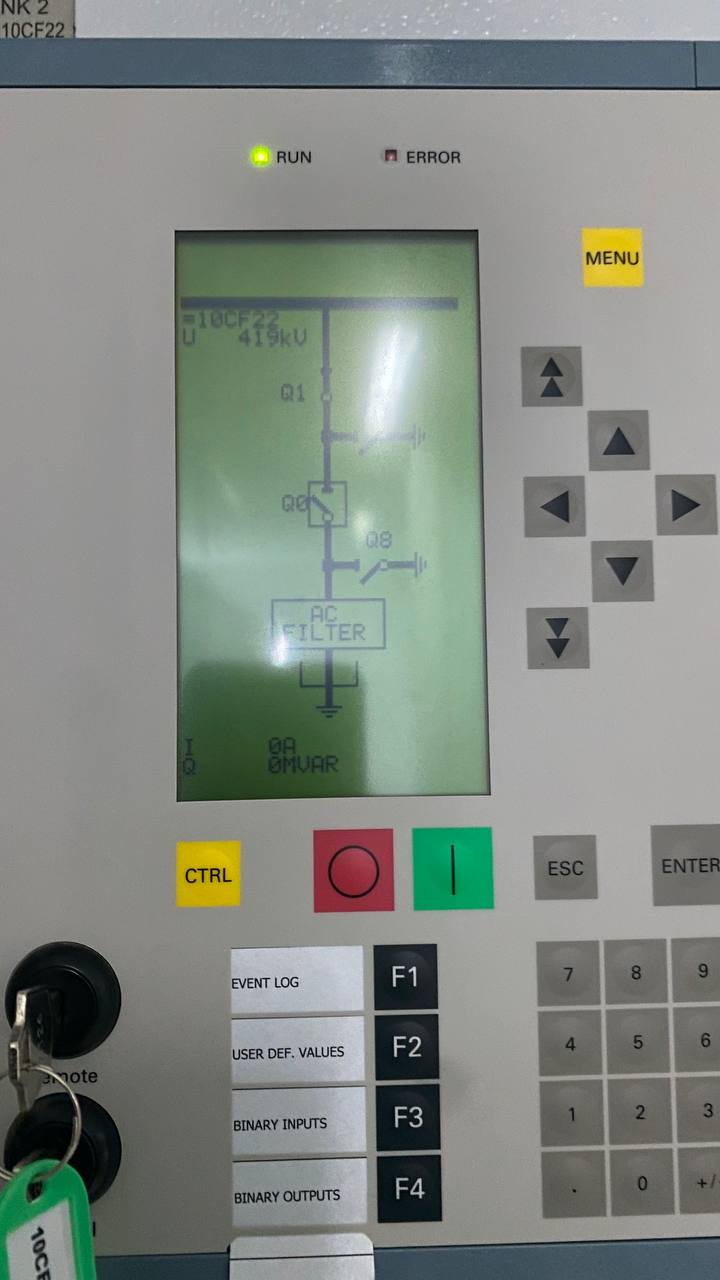 NK 2
10CF22
RUN
ERROR
MENU
=10CF22
U 419kV
Q1
Q0
Q8
AC
FILTER
I 0A
Q 0MVAR
CTRL
ESC
ENTER
EVENT LOG F1
USER DEF. VALUES F2
BINARY INPUTS F3
BINARY OUTPUTS F4
7 8 9
4 5 6
1 2 3
. 0 +/
emote
l
10CF